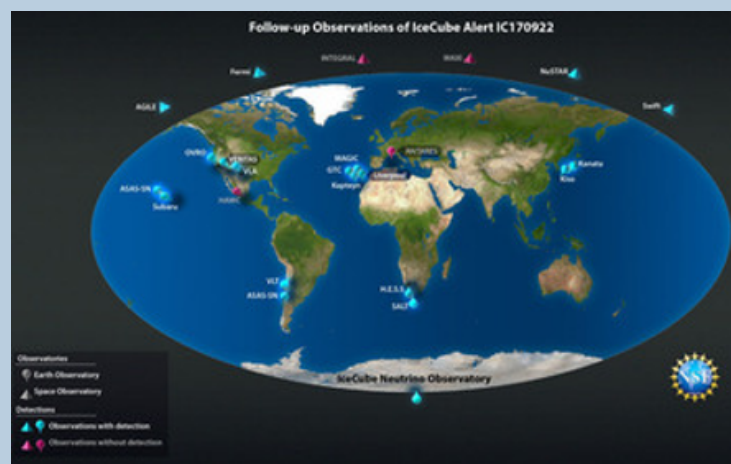 Follow-up Observations of IceCube Alert IC170922
Fermi
INTEGRAL
NuSTAR
AGILE
Swift
OVRO
VERITAS
VLA
HAWC
MAGIC
GTC
Kapteyn
Liverpool
ANTARES
Kanata
Kiso
ASAS-SN
Subaru
VLT
ASAS-SN
H.E.S.S.
SALT
IceCube Neutrino Observatory
Observatories
Earth Observatory
Space Observatory
Detections
Observations with detection
Observations without detection
NSF